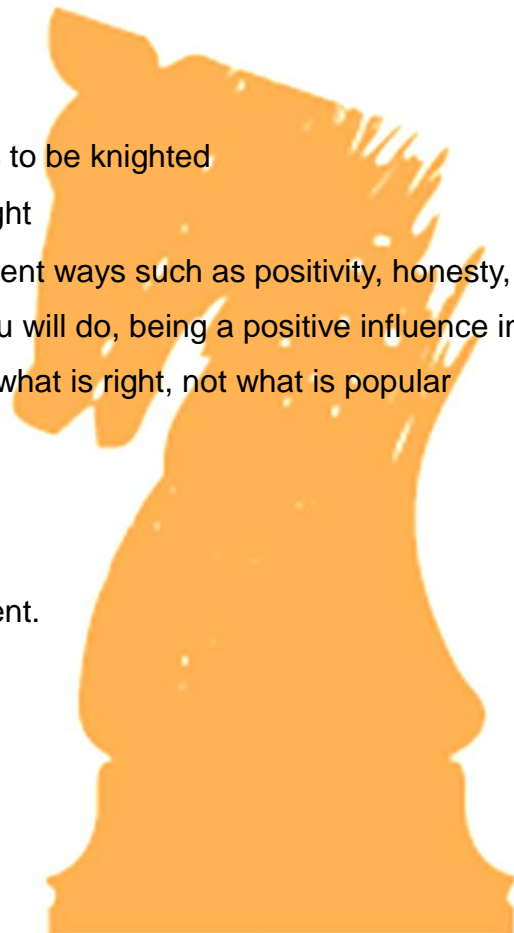 to be knighted
ght
ent ways such as positivity, honesty,
u will do, being a positive influence in
what is right, not what is popular
ent.